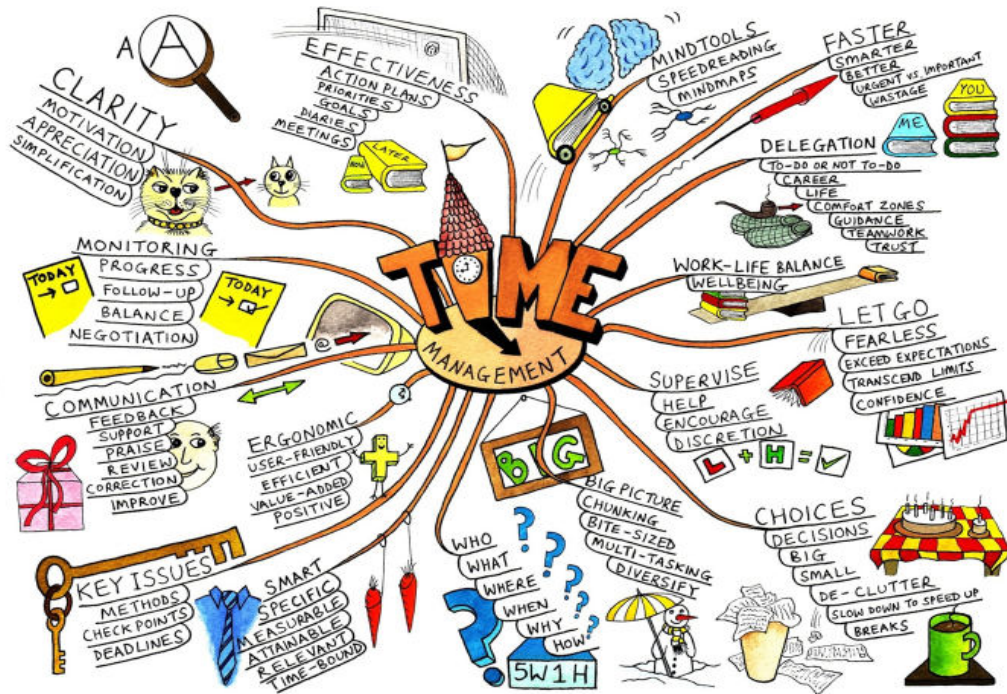 TIME
MANAGEMENT
A A
CLARITY
MOTIVATION
APPRECIATION
SIMPLIFICATION
EFFECTIVENESS
ACTION PLANS
PRIORITIES
GOALS
DIARIES
MEETINGS
NOW
LATER
MINDTOOLS
SPEEDREADING
MINDMAPS
FASTER
SMARTER
BETTER
URGENT VS. IMPORTANT
WASTAGE
ME
YOU
DELEGATION
TO-DO OR NOT TO-DO
CAREER
LIFE
COMFORT ZONES
GUIDANCE
TEAMWORK
TRUST
MONITORING
PROGRESS
FOLLOW-UP
BALANCE
NEGOTIATION
TODAY
TODAY
WORK-LIFE BALANCE
WELLBEING
LET GO
FEARLESS
EXCEED EXPECTATIONS
TRANSCEND LIMITS
CONFIDENCE
@
COMMUNICATION
FEEDBACK
SUPPORT
PRAISE
REVIEW
CORRECTION
IMPROVE
ERGONOMIC
USER-FRIENDLY
EFFICIENT
VALUE-ADDED
POSITIVE
SUPERVISE
HELP
ENCOURAGE
DISCRETION
L + H = ✓
BIG
BIG PICTURE
CHUNKING
BITE-SIZED
MULTI-TASKING
DIVERSIFY
CHOICES
DECISIONS
BIG
SMALL
DE-CLUTTER
SLOW DOWN TO SPEED UP
BREAKS
KEY ISSUES
METHODS
CHECKPOINTS
DEADLINES
SMART
SPECIFIC
MEASURABLE
ATTAINABLE
RELEVANT
TIME-BOUND
WHO
WHAT
WHERE
WHEN
WHY
HOW
? ? ? ? ? ? ?
5W1H